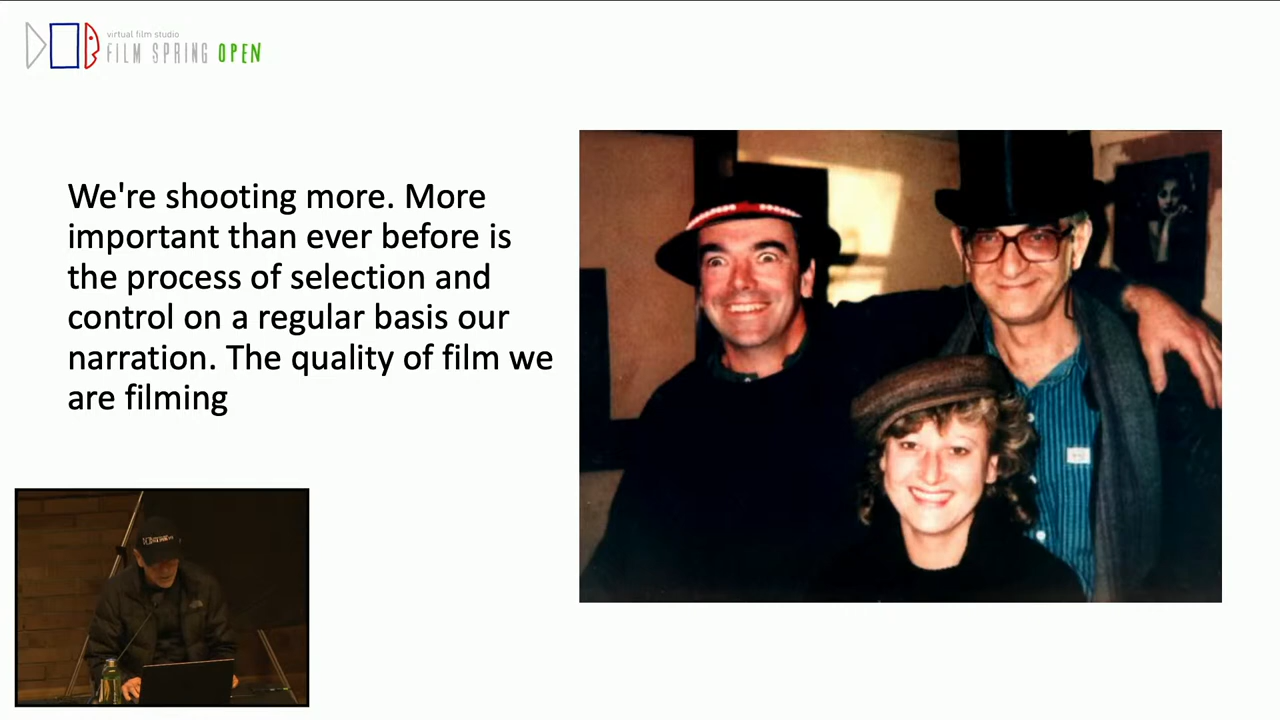 virtual film studio
FILM SPRING OPEN
We're shooting more. More
important than ever before is
the process of selection and
control on a regular basis our
narration. The quality of film we
are filming